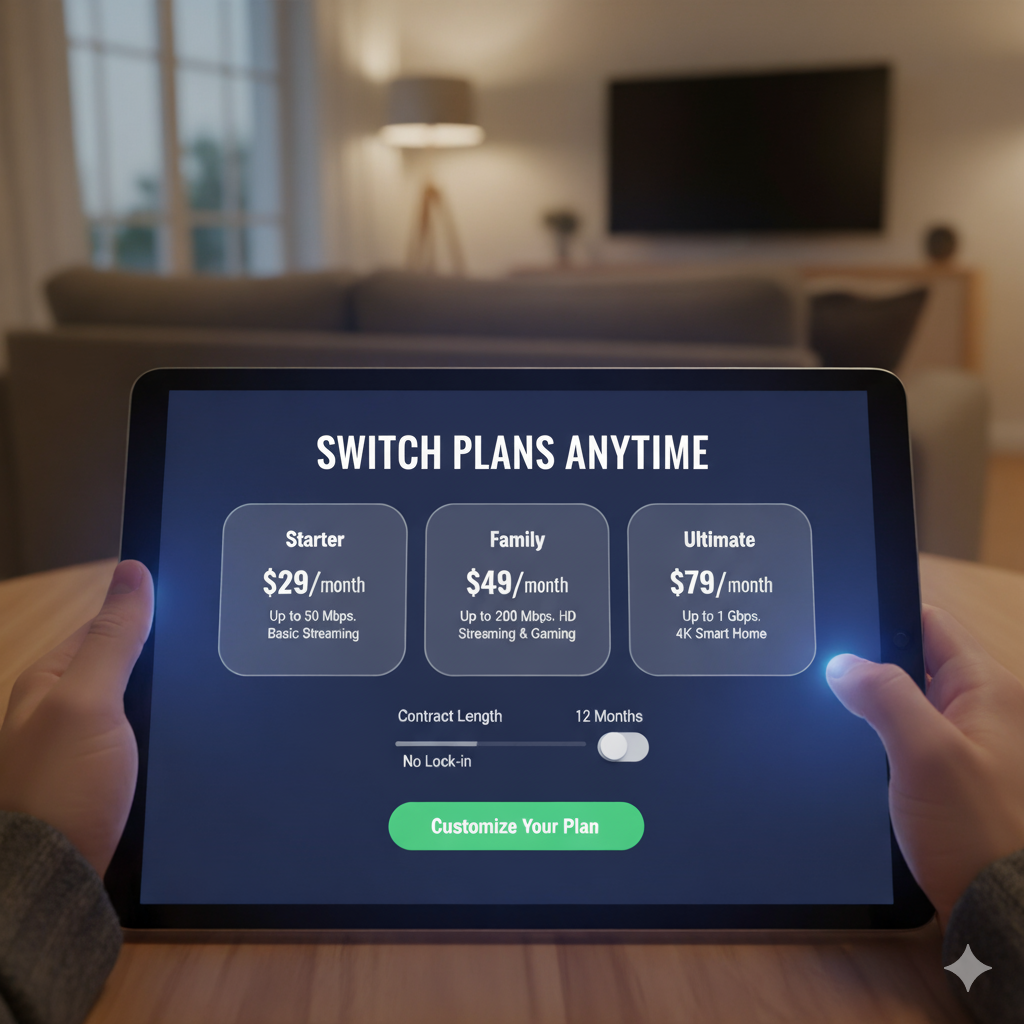 SWITCH PLANS ANYTIME
Starter
$29/month
Up to 50 Mbps.
Basic Streaming
Family
$49/month
Up to 200 Mbps. HD
Streaming & Gaming
Ultimate
$79/month
Up to 1 Gbps.
4K Smart Home
Contract Length
12 Months
No Lock-in
Customize Your Plan